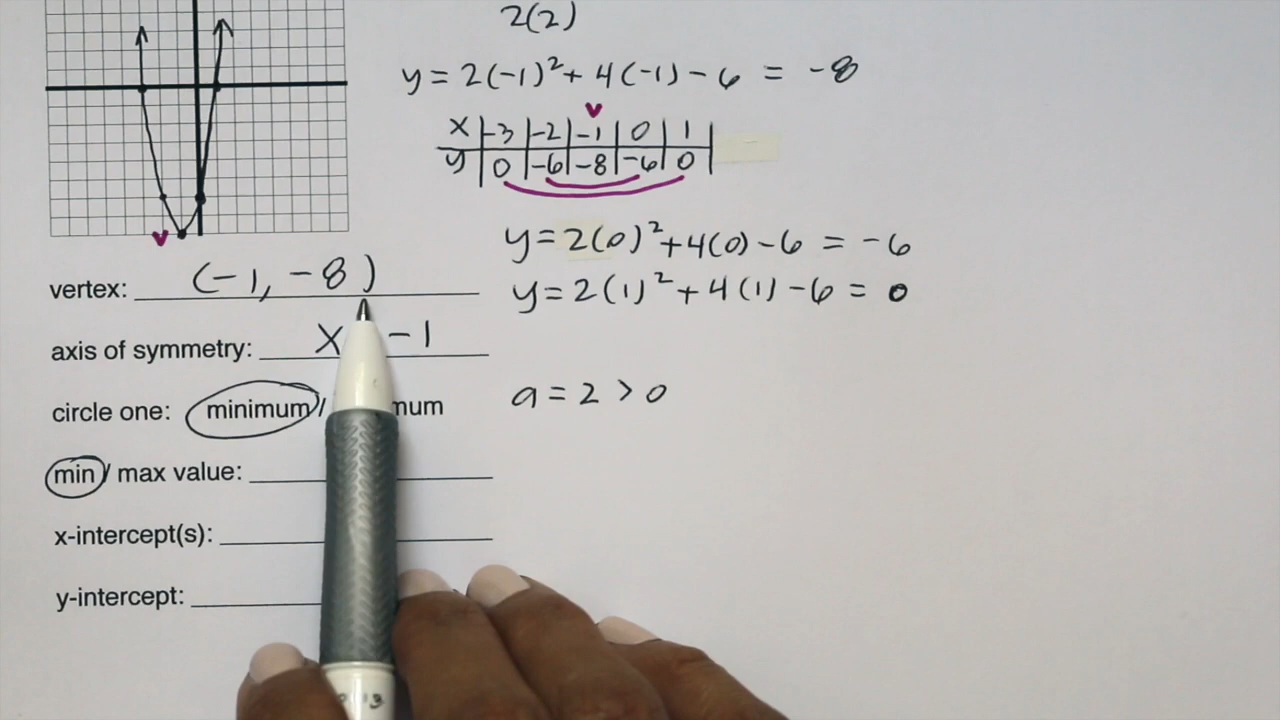 2(2)
y = 2(-1)² + 4(-1) - 6 = -8
v
x | -3 | -2 | -1 | 0 | 1 |
y | 0 | -6 | -8 | -6 | 0 |
y = 2(0)² + 4(0) - 6 = -6
y = 2(1)² + 4(1) - 6 = 0
v
vertex: (-1, -8)
axis of symmetry: x -1
circle one: minimum / mum
a = 2 > 0
min / max value:
x-intercept(s):
y-intercept: